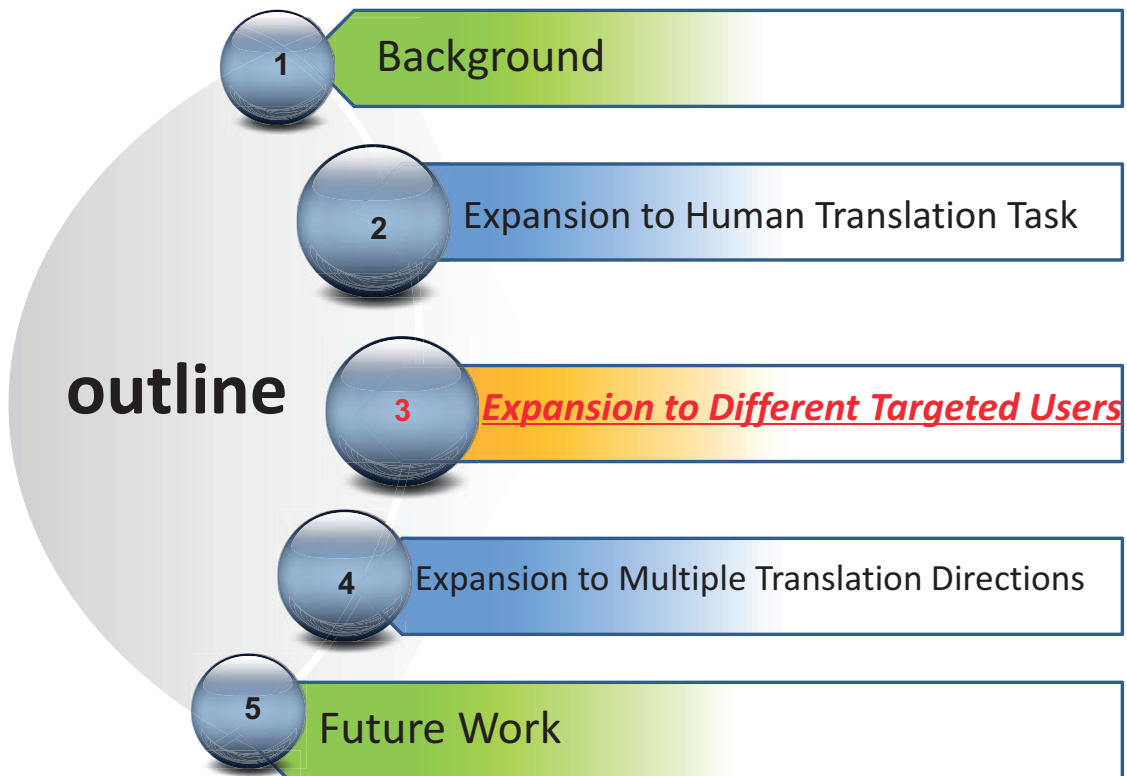 1 Background
2 Expansion to Human Translation Task
outline
3 Expansion to Different Targeted Users
4 Expansion to Multiple Translation Directions
5 Future Work